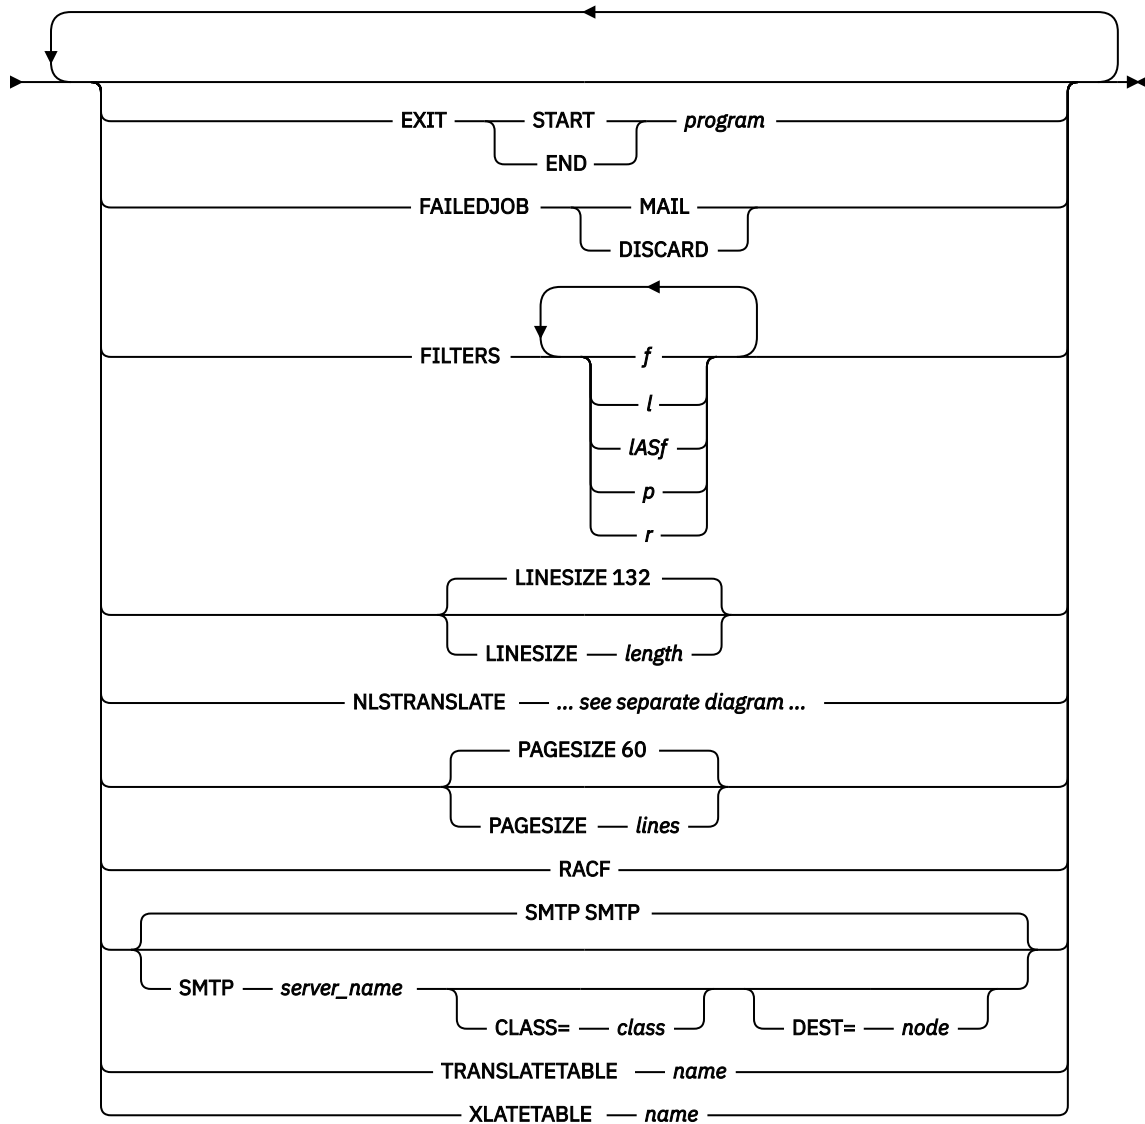 EXIT START program
END
FAILEDJOB MAIL
DISCARD
FILTERS f
l
lASf
p
r
LINESIZE 132
LINESIZE length
NLSTRANSLATE ... see separate diagram ...
PAGESIZE 60
PAGESIZE lines
RACF
SMTP SMTP
SMTP server_name
CLASS= class DEST= node
TRANSLATETABLE name
XLATETABLE name